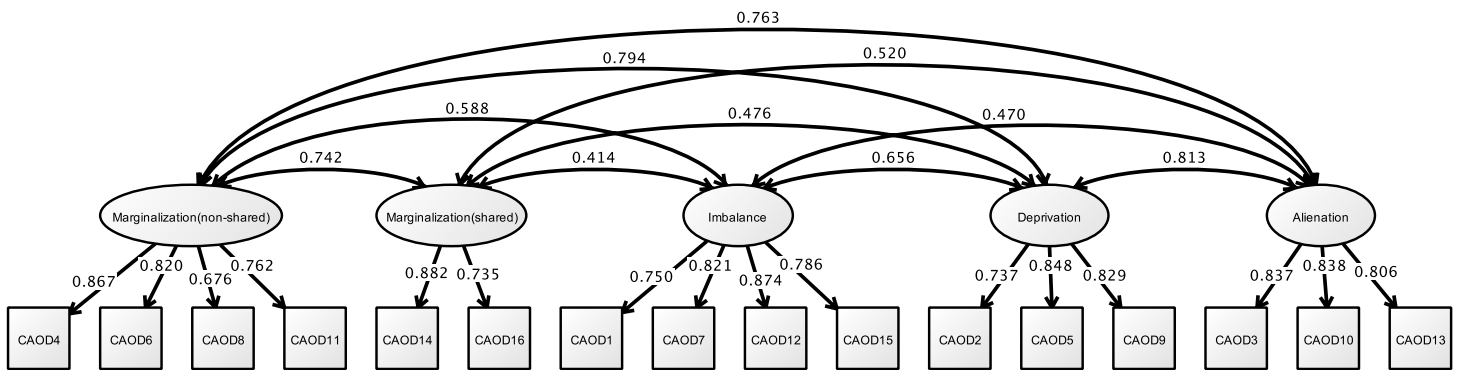 0.763
0.794
0.520
0.588
0.476
0.470
0.742
0.414
0.656
0.813
Marginalization(non-shared)
Marginalization(shared)
Imbalance
Deprivation
Alienation
0.867
0.820
0.676
0.762
0.882
0.735
0.750
0.821
0.874
0.786
0.737
0.848
0.829
0.837
0.838
0.806
CAOD4
CAOD6
CAOD8
CAOD11
CAOD14
CAOD16
CAOD1
CAOD7
CAOD12
CAOD15
CAOD2
CAOD5
CAOD9
CAOD3
CAOD10
CAOD13